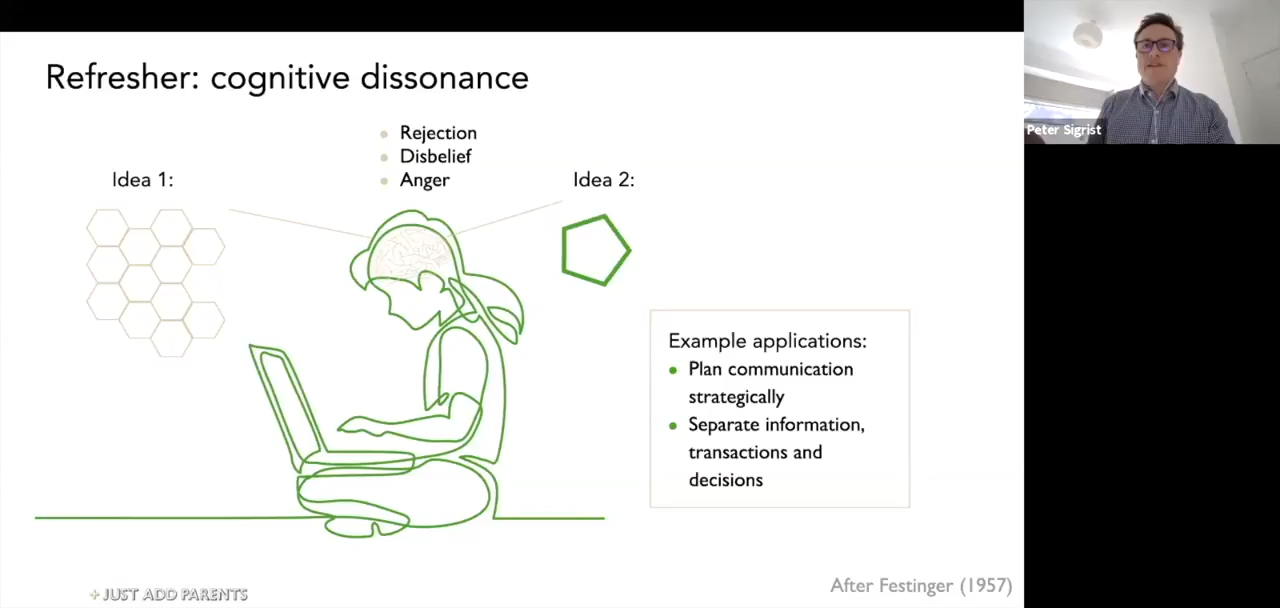 Refresher: cognitive dissonance
Rejection
Disbelief
Anger
Idea 1:
Idea 2:
Example applications:
Plan communication
strategically
Separate information,
transactions and
decisions
+JUST ADD PARENTS
After Festinger (1957)
Peter Sigrist